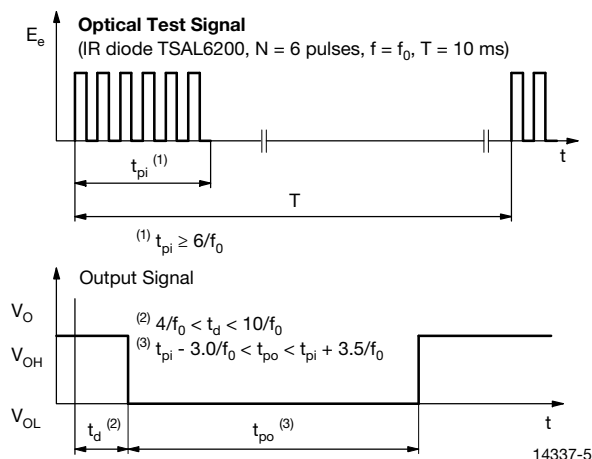 Optical Test Signal
(IR diode TSAL6200, N = 6 pulses, f = f₀, T = 10 ms)
Eₑ
t
tₚᵢ ⁽¹⁾
T
⁽¹⁾ tₚᵢ ≥ 6/f₀
Output Signal
V_O
⁽²⁾ 4/f₀ < t_d < 10/f₀
⁽³⁾ tₚᵢ - 3.0/f₀ < tₚₒ < tₚᵢ + 3.5/f₀
V_OH
V_OL
t_d ⁽²⁾
tₚₒ ⁽³⁾
t
14337-5